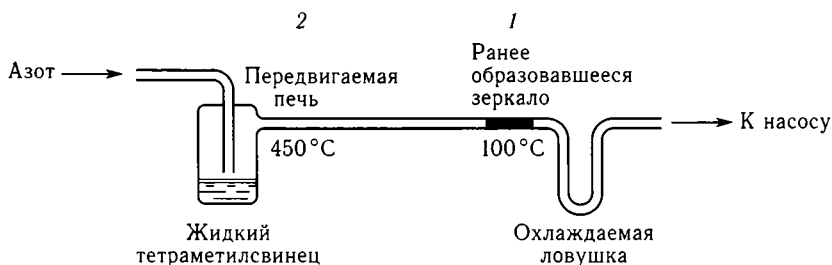 2
1
Азот
Передвигаемая
печь
Ранее
образовавшееся
зеркало
К насосу
450°C
100°C
Жидкий
тетраметилсвинец
Охлаждаемая
ловушка